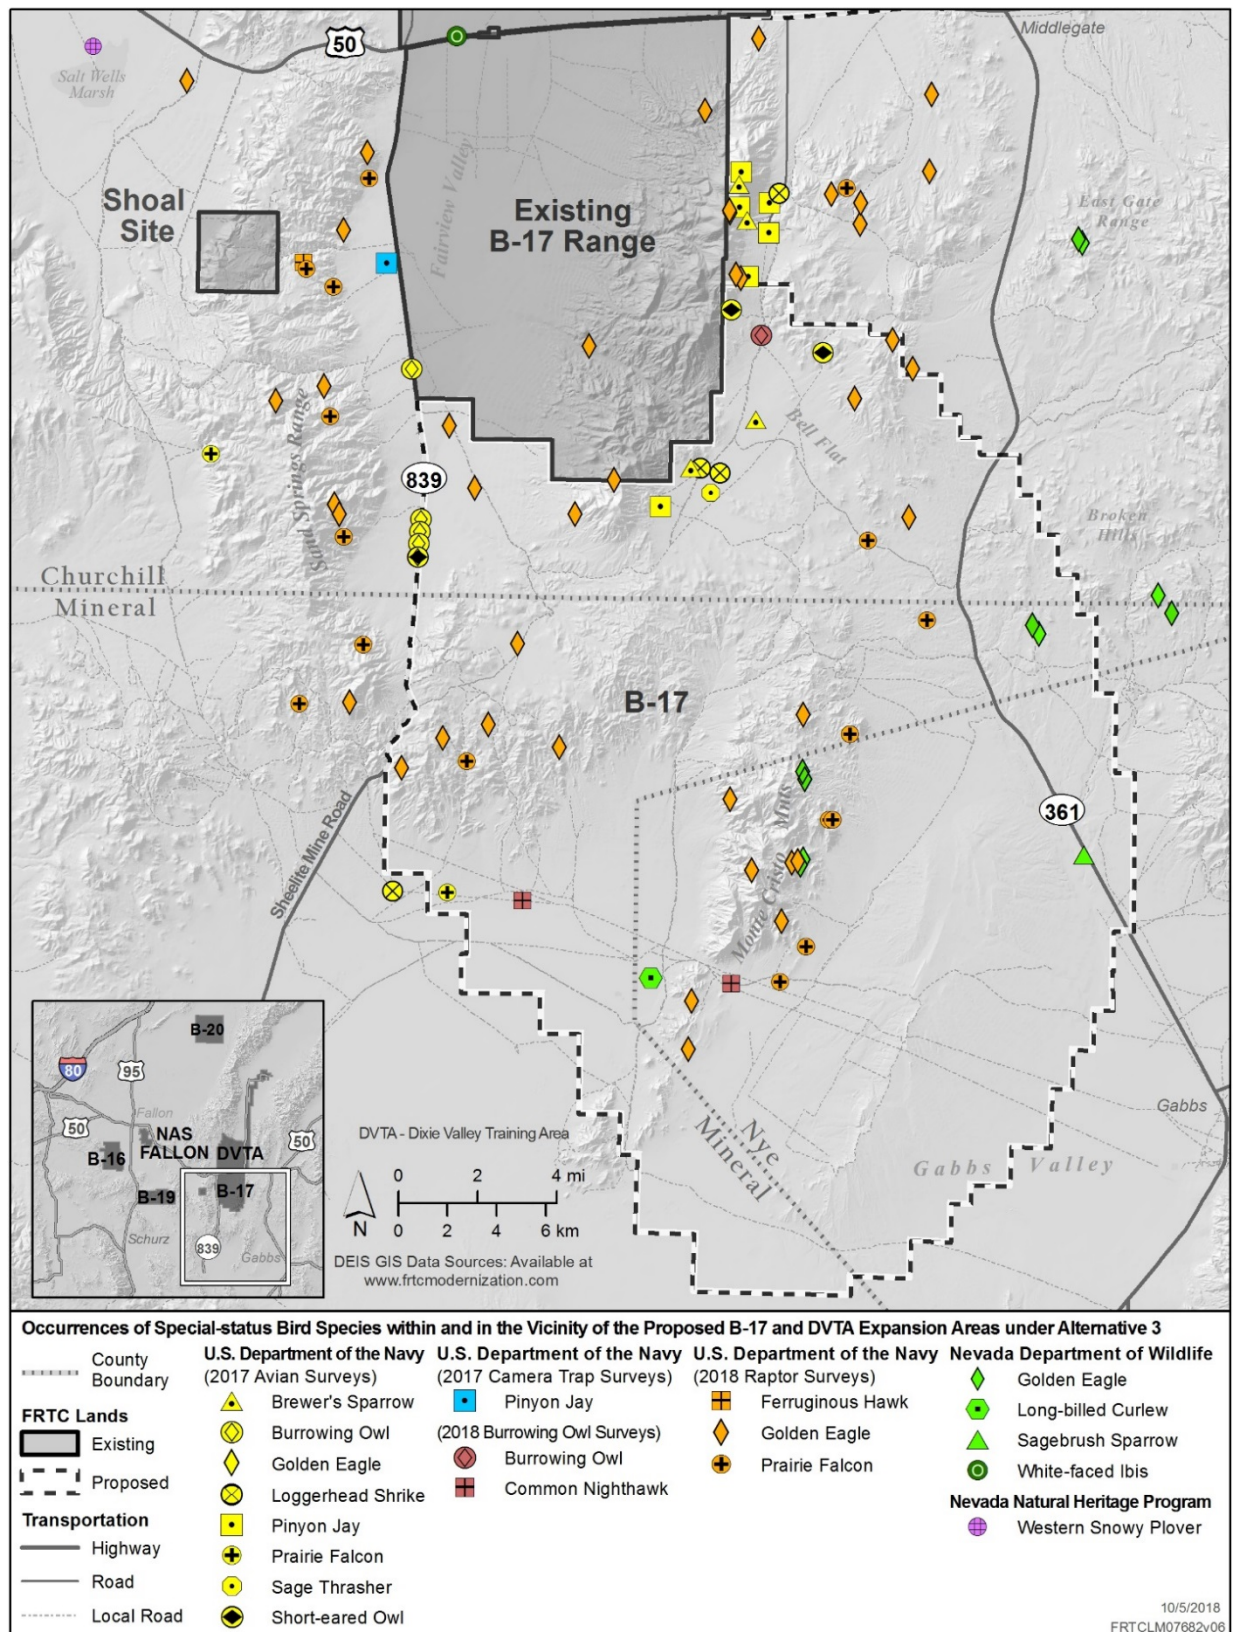 Middlegate
50
Salt Wells
Marsh
Fairview Valley
Shoal
Site
Existing
B-17 Range
East Gate
Range
Sand Springs Range
Bell Flat
839
Broken
Hills
Churchill
Mineral
B-17
Monte Cristo Mtns
361
Sheelite Mine Road
Gabbs
Nye
Mineral
Gabbs Valley
B-20
80
95
50
Fallon
NAS
FALLON
DVTA
50
B-16
B-19
B-17
Schurz
839
Gabbs
DVTA - Dixie Valley Training Area
0 2 4 mi
0 2 4 6 km
N
DEIS GIS Data Sources: Available at
www.frtcmodernization.com
Occurrences of Special-status Bird Species within and in the Vicinity of the Proposed B-17 and DVTA Expansion Areas under Alternative 3
County
Boundary
FRTC Lands
Existing
Proposed
Transportation
Highway
Road
Local Road
U.S. Department of the Navy
(2017 Avian Surveys)
Brewer's Sparrow
Burrowing Owl
Golden Eagle
Loggerhead Shrike
Pinyon Jay
Prairie Falcon
Sage Thrasher
Short-eared Owl
U.S. Department of the Navy
(2017 Camera Trap Surveys)
Pinyon Jay
(2018 Burrowing Owl Surveys)
Burrowing Owl
Common Nighthawk
U.S. Department of the Navy
(2018 Raptor Surveys)
Ferruginous Hawk
Golden Eagle
Prairie Falcon
Nevada Department of Wildlife
Golden Eagle
Long-billed Curlew
Sagebrush Sparrow
White-faced Ibis
Nevada Natural Heritage Program
Western Snowy Plover
10/5/2018
FRTCLM07682v06